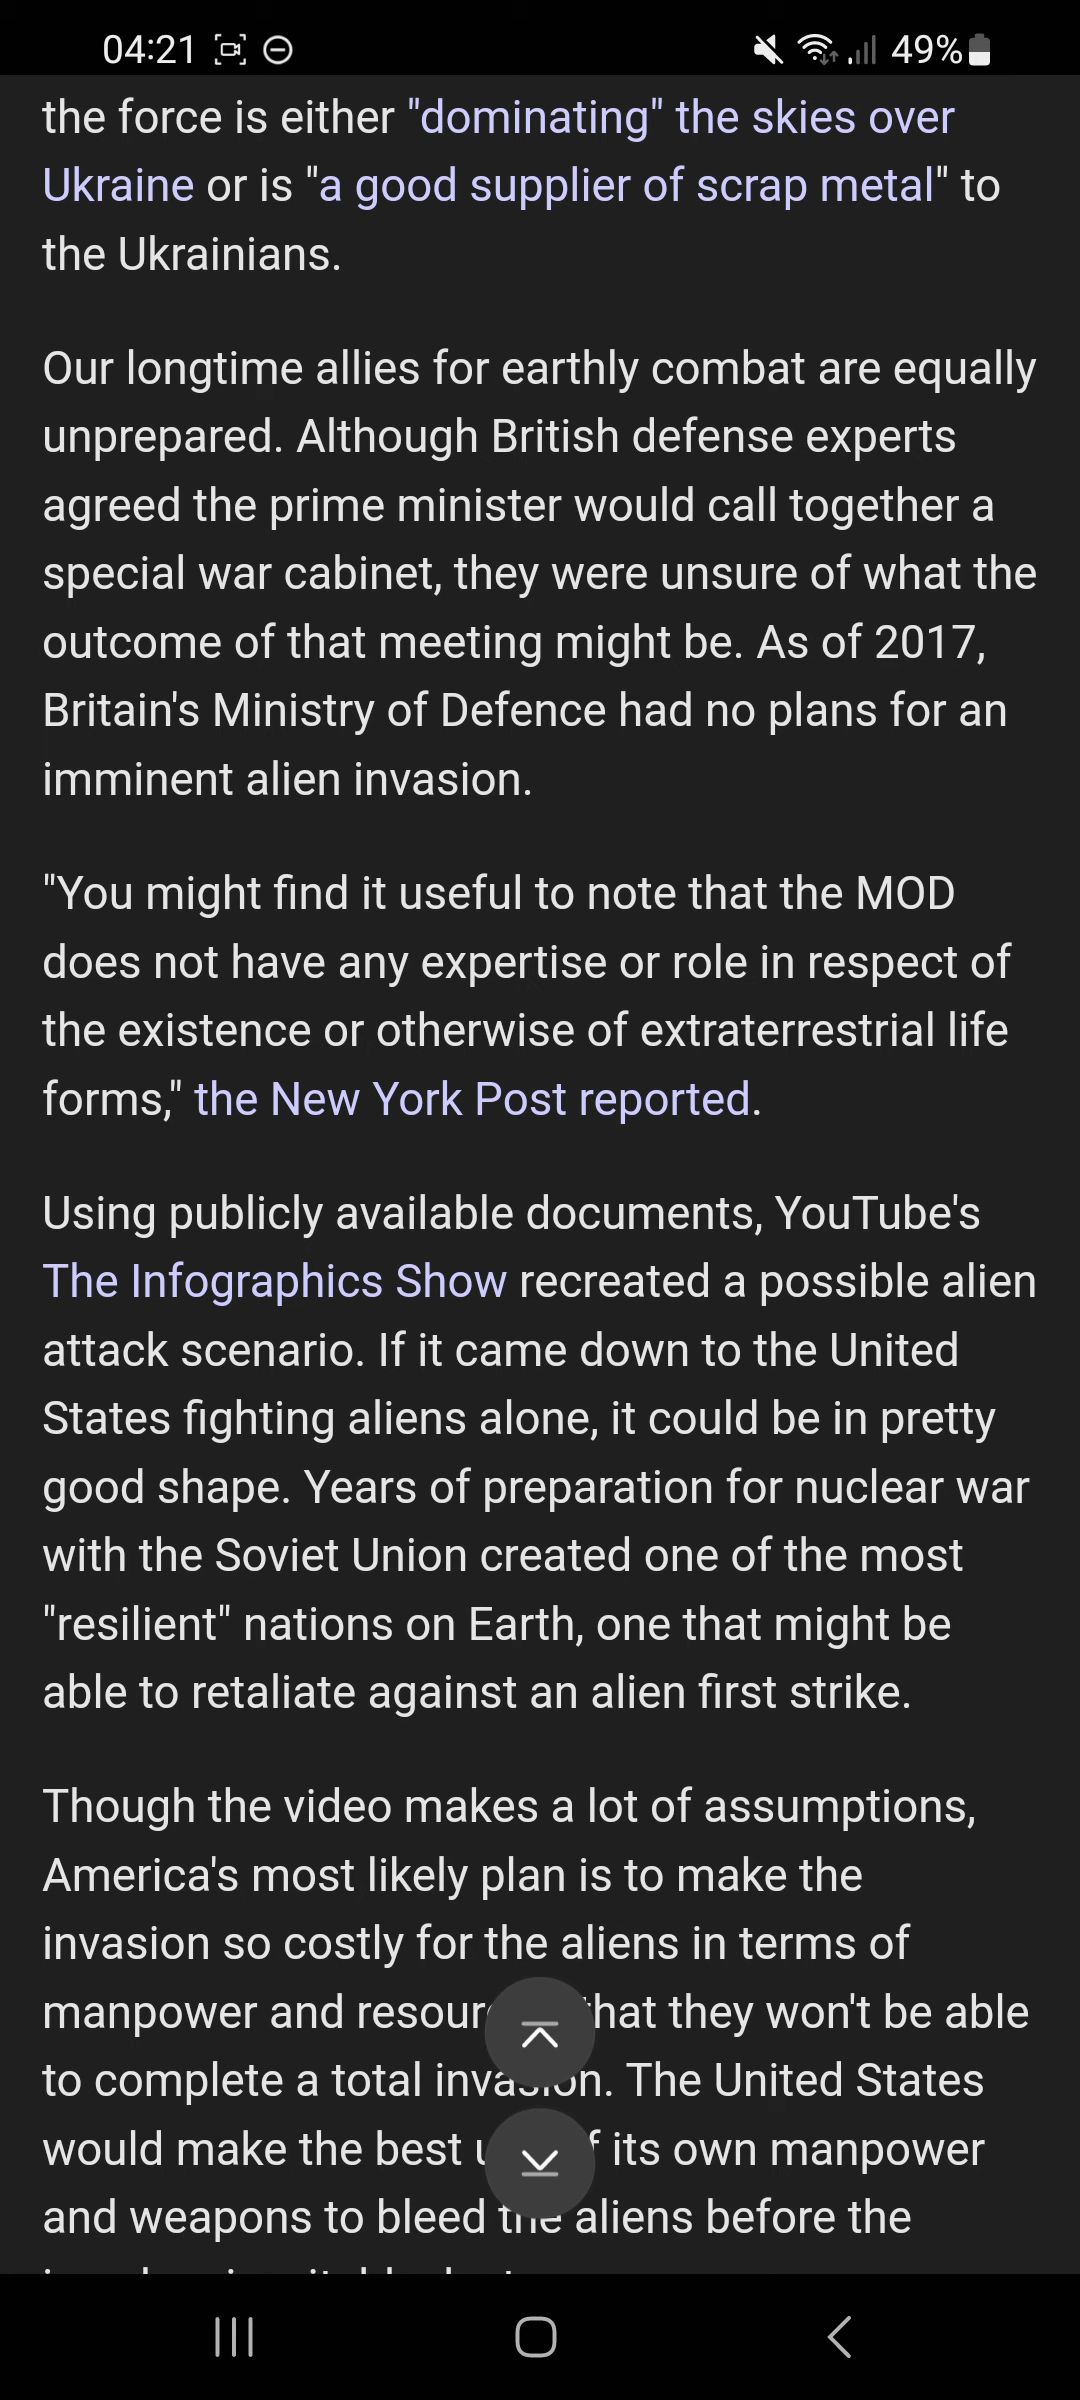 04:21 49%
the force is either "dominating" the skies over
Ukraine or is "a good supplier of scrap metal" to
the Ukrainians.
Our longtime allies for earthly combat are equally
unprepared. Although British defense experts
agreed the prime minister would call together a
special war cabinet, they were unsure of what the
outcome of that meeting might be. As of 2017,
Britain's Ministry of Defence had no plans for an
imminent alien invasion.
"You might find it useful to note that the MOD
does not have any expertise or role in respect of
the existence or otherwise of extraterrestrial life
forms," the New York Post reported.
Using publicly available documents, YouTube's
The Infographics Show recreated a possible alien
attack scenario. If it came down to the United
States fighting aliens alone, it could be in pretty
good shape. Years of preparation for nuclear war
with the Soviet Union created one of the most
"resilient" nations on Earth, one that might be
able to retaliate against an alien first strike.
Though the video makes a lot of assumptions,
America's most likely plan is to make the
invasion so costly for the aliens in terms of
manpower and that they won't be able
to complete a total invasion. The United States
would make the best its own manpower
and weapons to bleed the aliens before the